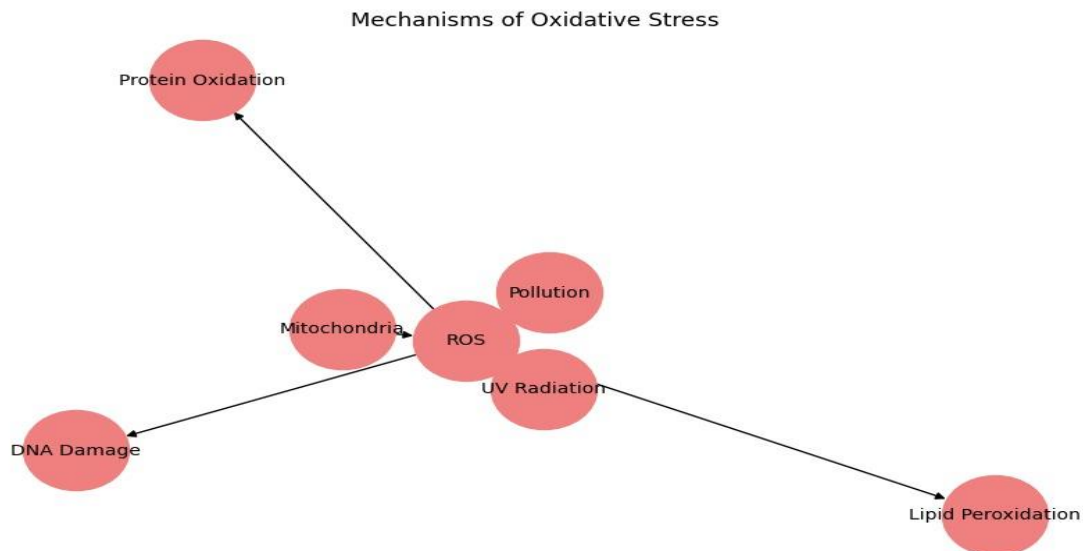 Mechanisms of Oxidative Stress
Protein Oxidation
Pollution
Mitochondria
ROS
UV Radiation
DNA Damage
Lipid Peroxidation